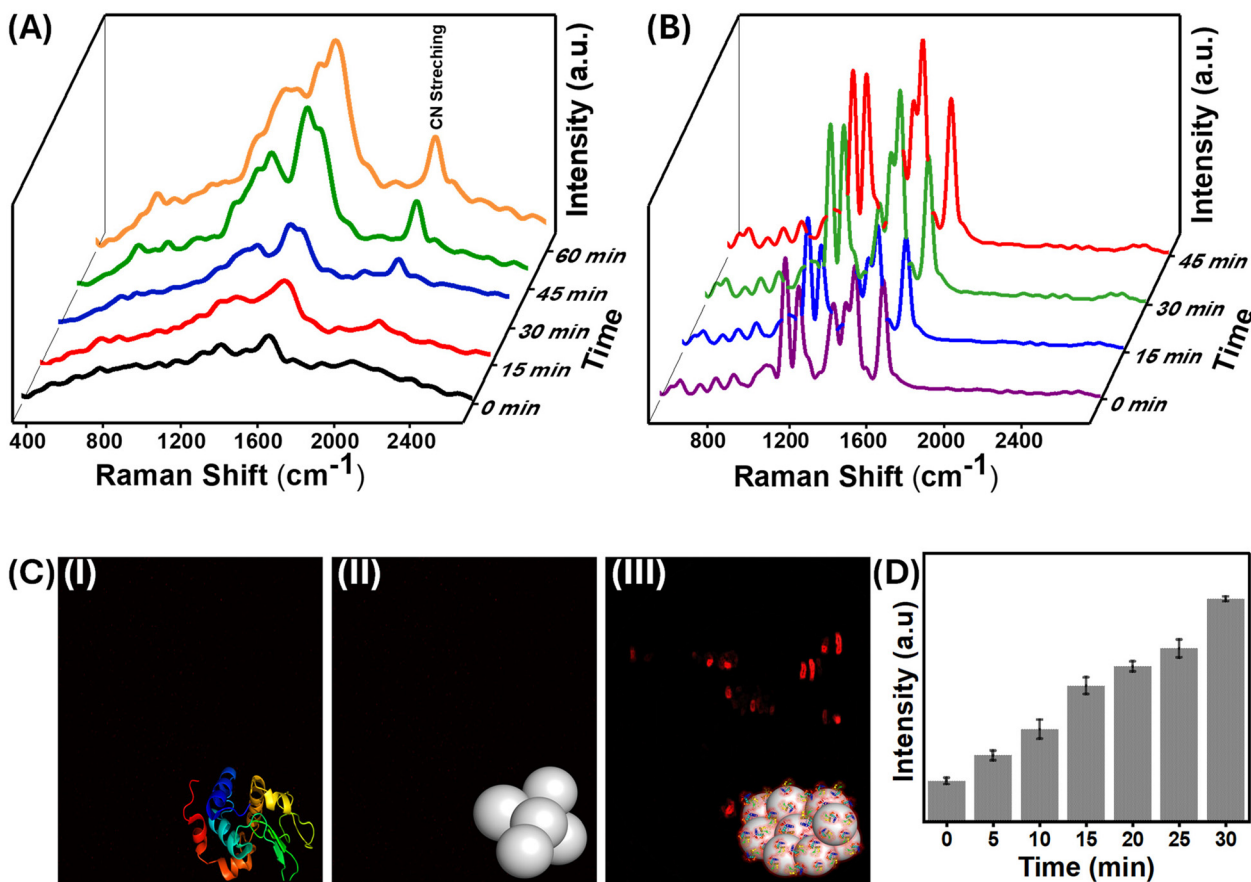 (A)
CN Streching
Intensity (a.u.)
60 min
45 min
30 min
15 min
0 min
Time
400 800 1200 1600 2000 2400
Raman Shift (cm-1)
(B)
Intensity (a.u.)
45 min
30 min
15 min
0 min
Time
800 1200 1600 2000 2400
Raman Shift (cm-1)
(C) (I) (II) (III)
(D)
Intensity (a.u)
0 5 10 15 20 25 30
Time (min)